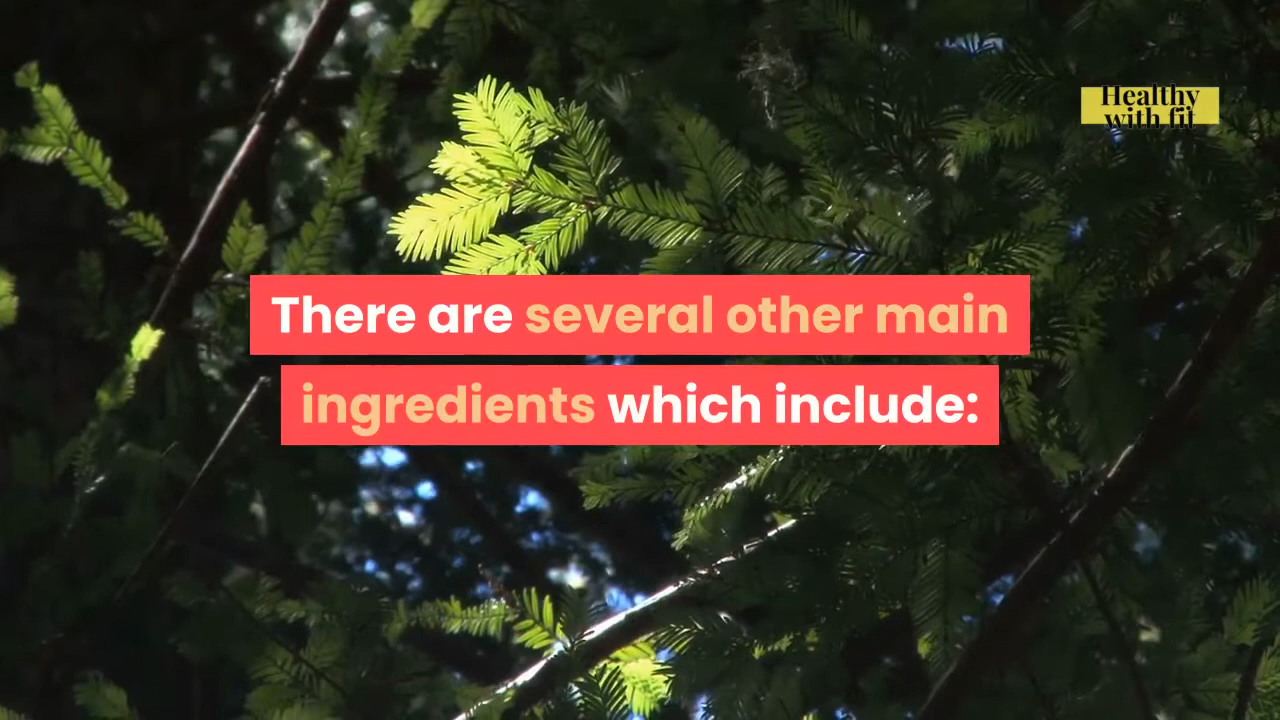 Healthy
with fit
There are several other main
ingredients which include: